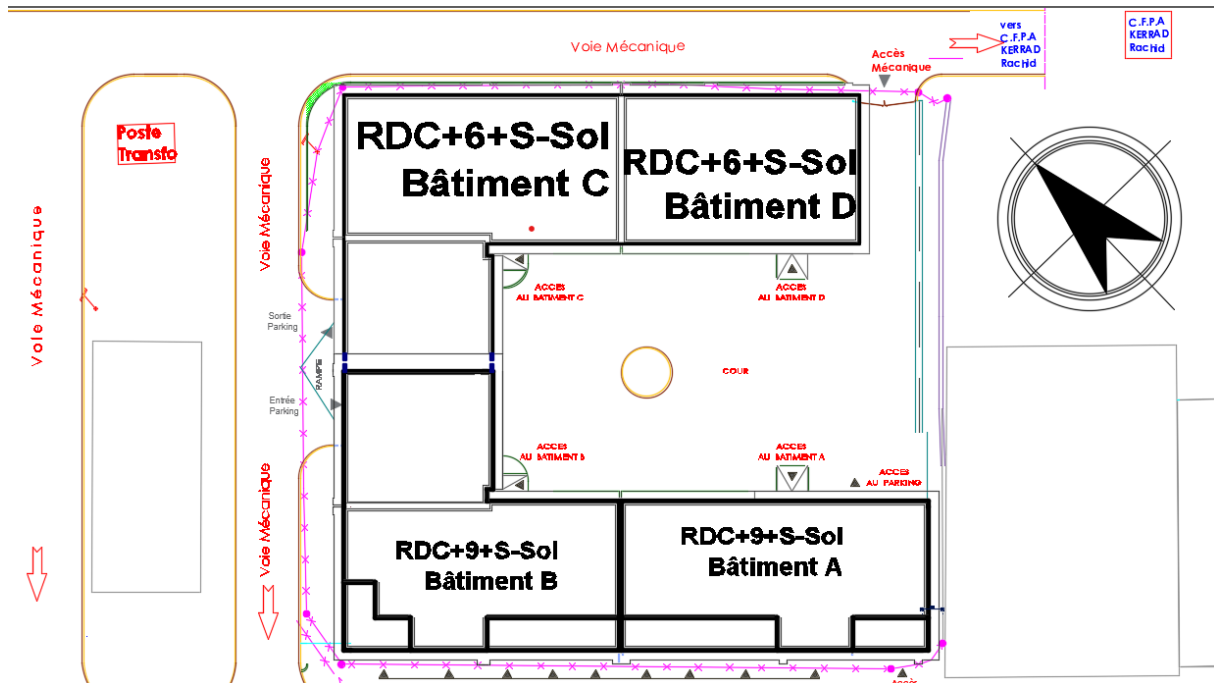 Voie Mécanique
Accès
Mécanique
vers
C.F.P.A
KERRAD
Rachid
C.F.P.A
KERRAD
Rachid
Poste
Transfo
RDC+6+S-Sol
Bâtiment C
RDC+6+S-Sol
Bâtiment D
Voie Mécanique
Voie Mécanique
ACCES
AU BATIMENT C
ACCES
AU BATIMENT D
Sortie
Parking
RAMPE
COUR
Entrée
Parking
ACCES
AU BATIMENT B
ACCES
AU BATIMENT A
ACCES
AU PARKING
Voie Mécanique
RDC+9+S-Sol
Bâtiment B
RDC+9+S-Sol
Bâtiment A
Accès